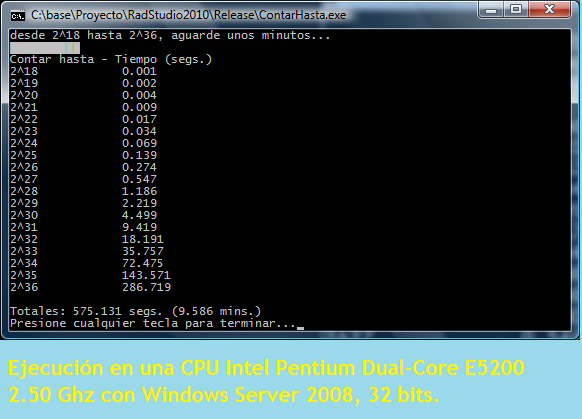 C:\base\Proyecto\RadStudio2010\Release\ContarHasta.exe
desde 2^18 hasta 2^36, aguarde unos minutos...
Contar hasta - Tiempo (segs.)
2^18 0.001
2^19 0.002
2^20 0.004
2^21 0.009
2^22 0.017
2^23 0.034
2^24 0.069
2^25 0.139
2^26 0.274
2^27 0.547
2^28 1.186
2^29 2.219
2^30 4.499
2^31 9.419
2^32 18.191
2^33 35.757
2^34 72.475
2^35 143.571
2^36 286.719
Totales: 575.131 segs. (9.586 mins.)
Presione cualquier tecla para terminar...
Ejecución en una CPU Intel Pentium Dual-Core E5200
2.50 Ghz con Windows Server 2008, 32 bits.